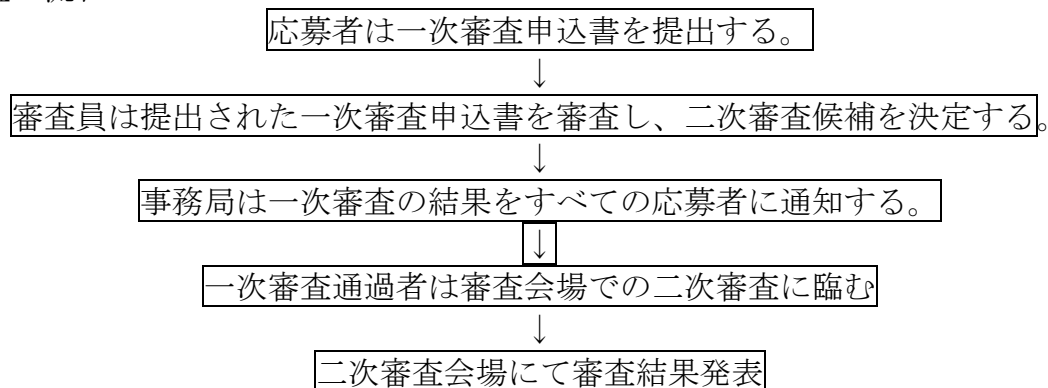 応募者は一次審査申込書を提出する。
↓
審査員は提出された一次審査申込書を審査し、二次審査候補を決定する。
↓
事務局は一次審査の結果をすべての応募者に通知する。
↓
一次審査通過者は審査会場での二次審査に臨む
↓
二次審査会場にて審査結果発表